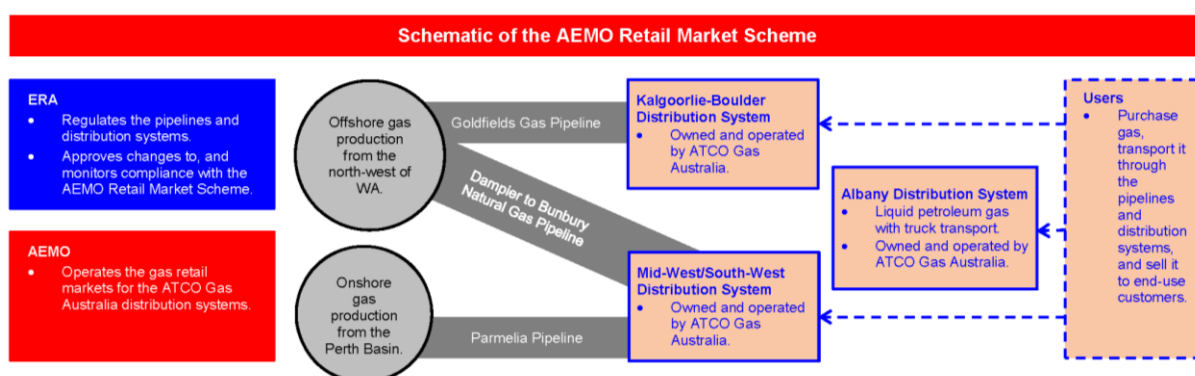 Schematic of the AEMO Retail Market Scheme
ERA
• Regulates the pipelines and
distribution systems.
• Approves changes to, and
monitors compliance with the
AEMO Retail Market Scheme.
AEMO
• Operates the gas retail
markets for the ATCO Gas
Australia distribution systems.
Offshore gas
production
from the
north-west of
WA.
Onshore
gas
production
from the
Perth Basin.
Goldfields Gas Pipeline
Dampier to Bunbury
Natural Gas Pipeline
Parmelia Pipeline
Kalgoorlie-Boulder
Distribution System
• Owned and operated
by ATCO Gas
Australia.
Mid-West/South-West
Distribution System
• Owned and operated
by ATCO Gas
Australia.
Albany Distribution System
• Liquid petroleum gas
with truck transport.
• Owned and operated by
ATCO Gas Australia.
Users
• Purchase
gas,
transport it
through
the
pipelines
and
distribution
systems,
and sell it
to end-use
customers.